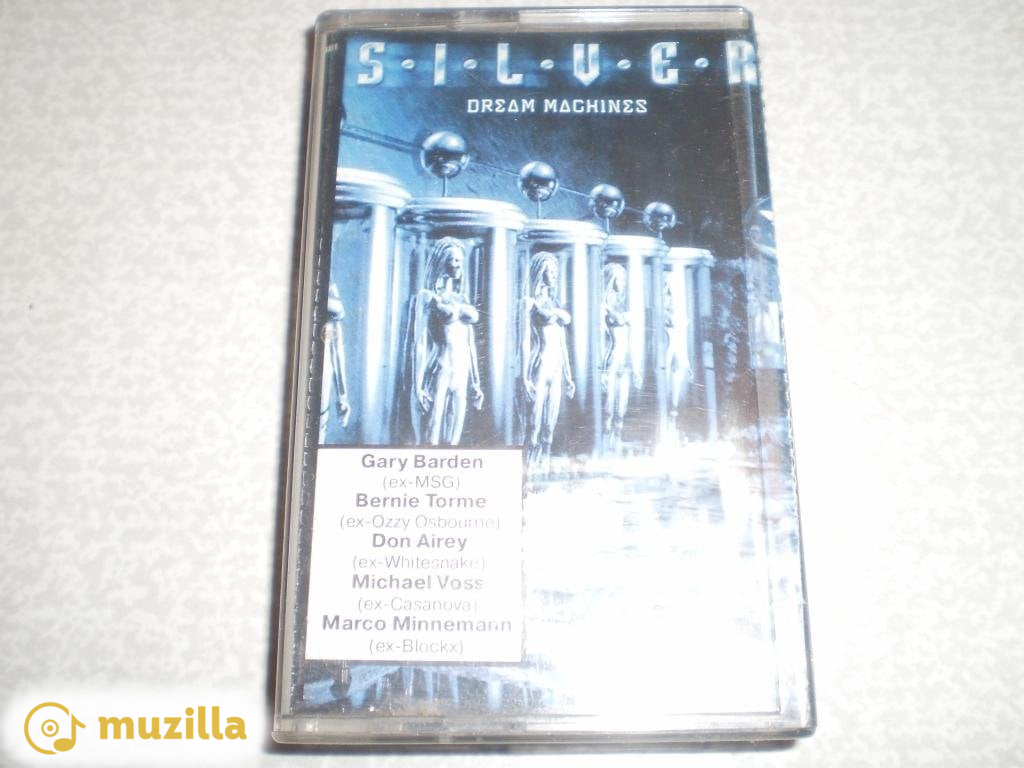 S·I·L·V·E·R
DREAM MACHINES
Gary Barden
(ex-MSG)
Bernie Torme
(ex-Ozzy Osbourne)
Don Airey
(ex-Whitesnake)
Michael Voss
(ex-Casanova)
Marco Minnemann
(ex-Blockx)
muzilla